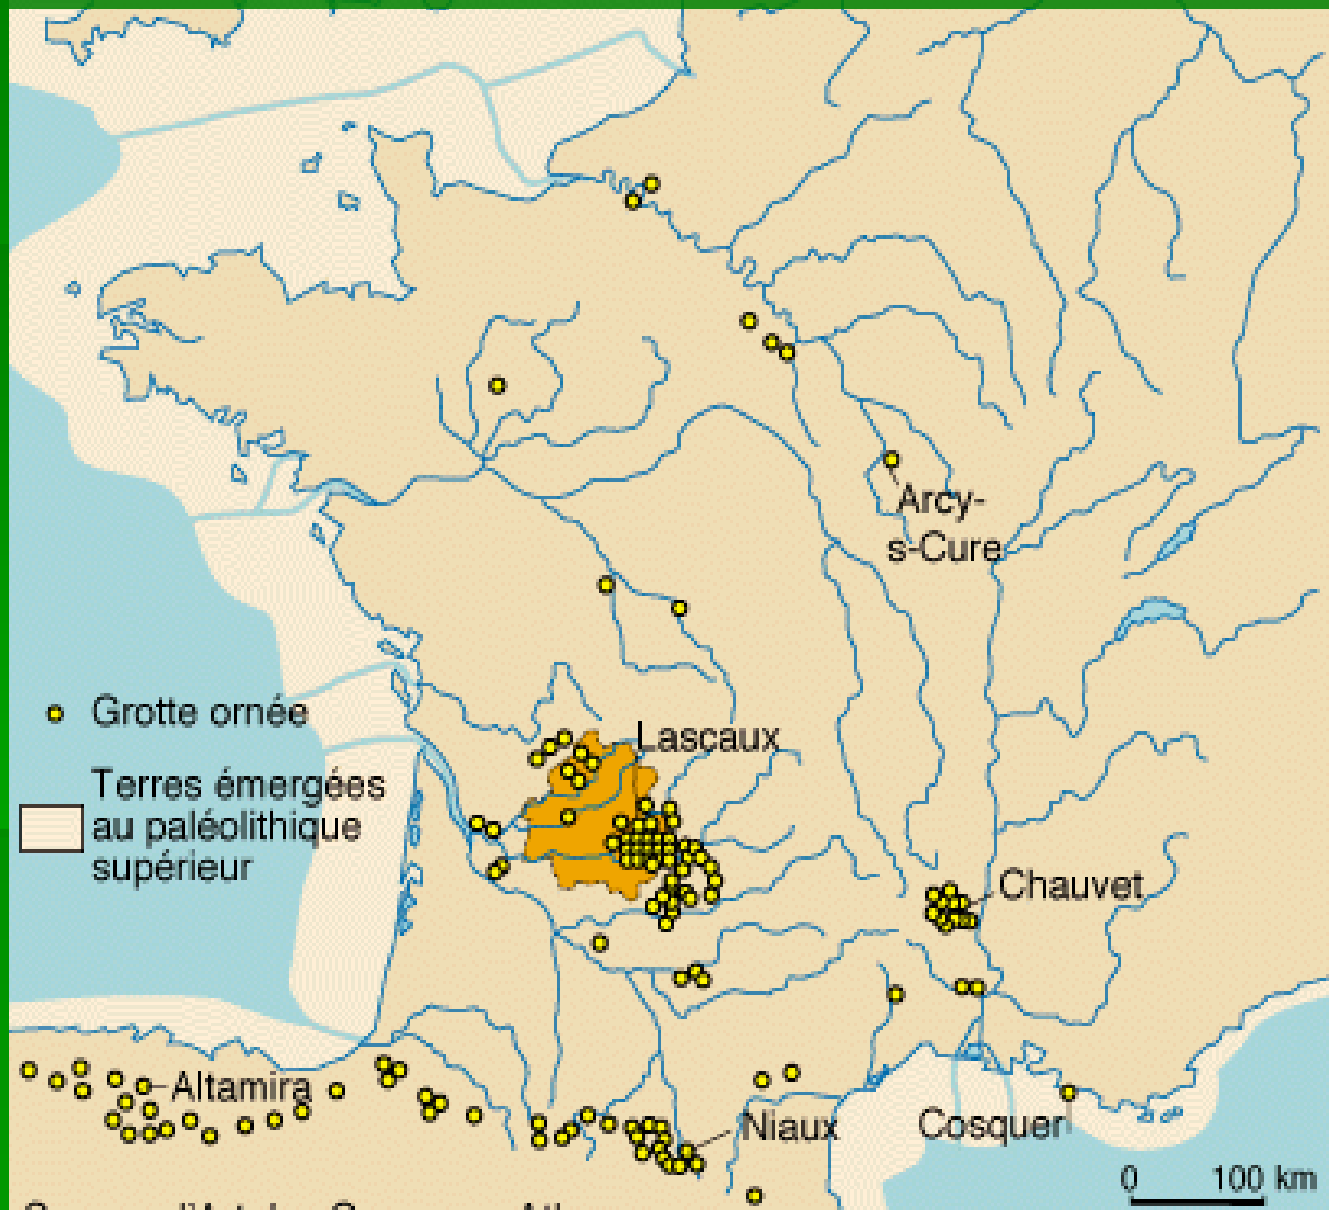 Arcy-
s-Cure
Grotte ornée
Lascaux
Terres émergées
au paléolithique
supérieur
Chauvet
Altamira
Niaux
Cosquer
0 100 km